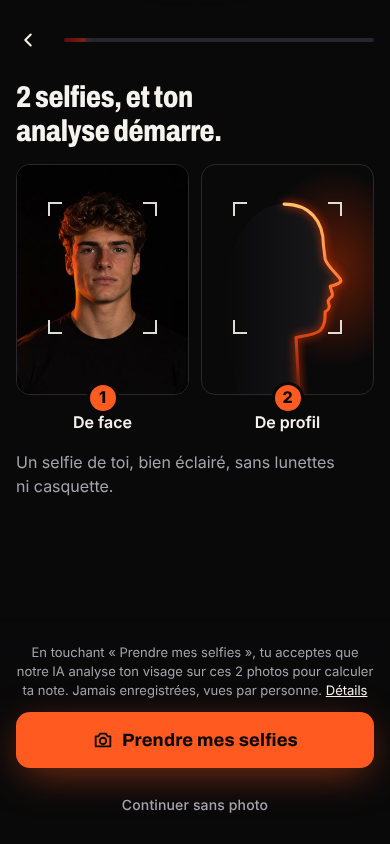 2 selfies, et ton
analyse démarre.
1
De face
2
De profil
Un selfie de toi, bien éclairé, sans lunettes
ni casquette.
En touchant « Prendre mes selfies », tu acceptes que
notre IA analyse ton visage sur ces 2 photos pour calculer
ta note. Jamais enregistrées, vues par personne. Détails
Prendre mes selfies
Continuer sans photo